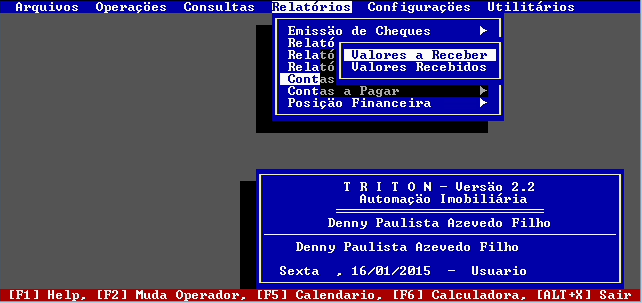 Arquivos Operações Consultas Relatórios Configurações Utilitários
Emissão de Cheques
Relató
Relató Valores a Receber
Relató Valores Recebidos
Contas
Contas a Pagar
Posição Financeira
T R I T O N - Versão 2.2
Automação Imobiliária
Denny Paulista Azevedo Filho
Denny Paulista Azevedo Filho
Sexta , 16/01/2015 - Usuario
[F1] Help, [F2] Muda Operador, [F5] Calendario, [F6] Calculadora, [ALT+X] Sair